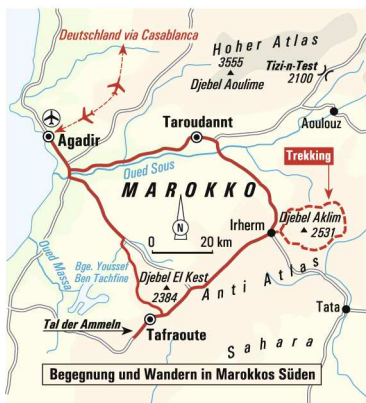 Deutschland via Casablanca
Hoher Atlas
3555
Djebel Aoulime
Tizi-n-Test
2100
Agadir
Taroudannt
Aoulouz
Oued Sous
Trekking
MAROKKO
N
0 20 km
Irherm
Djebel Aklim
2531
Oued Massa
Bge. Youssef
Ben Tachfine
Djebel El Kest
2384
Anti Atlas
Tata
Tal der Ammeln
Tafraoute
Sahara
Begegnung und Wandern in Marokkos Süden